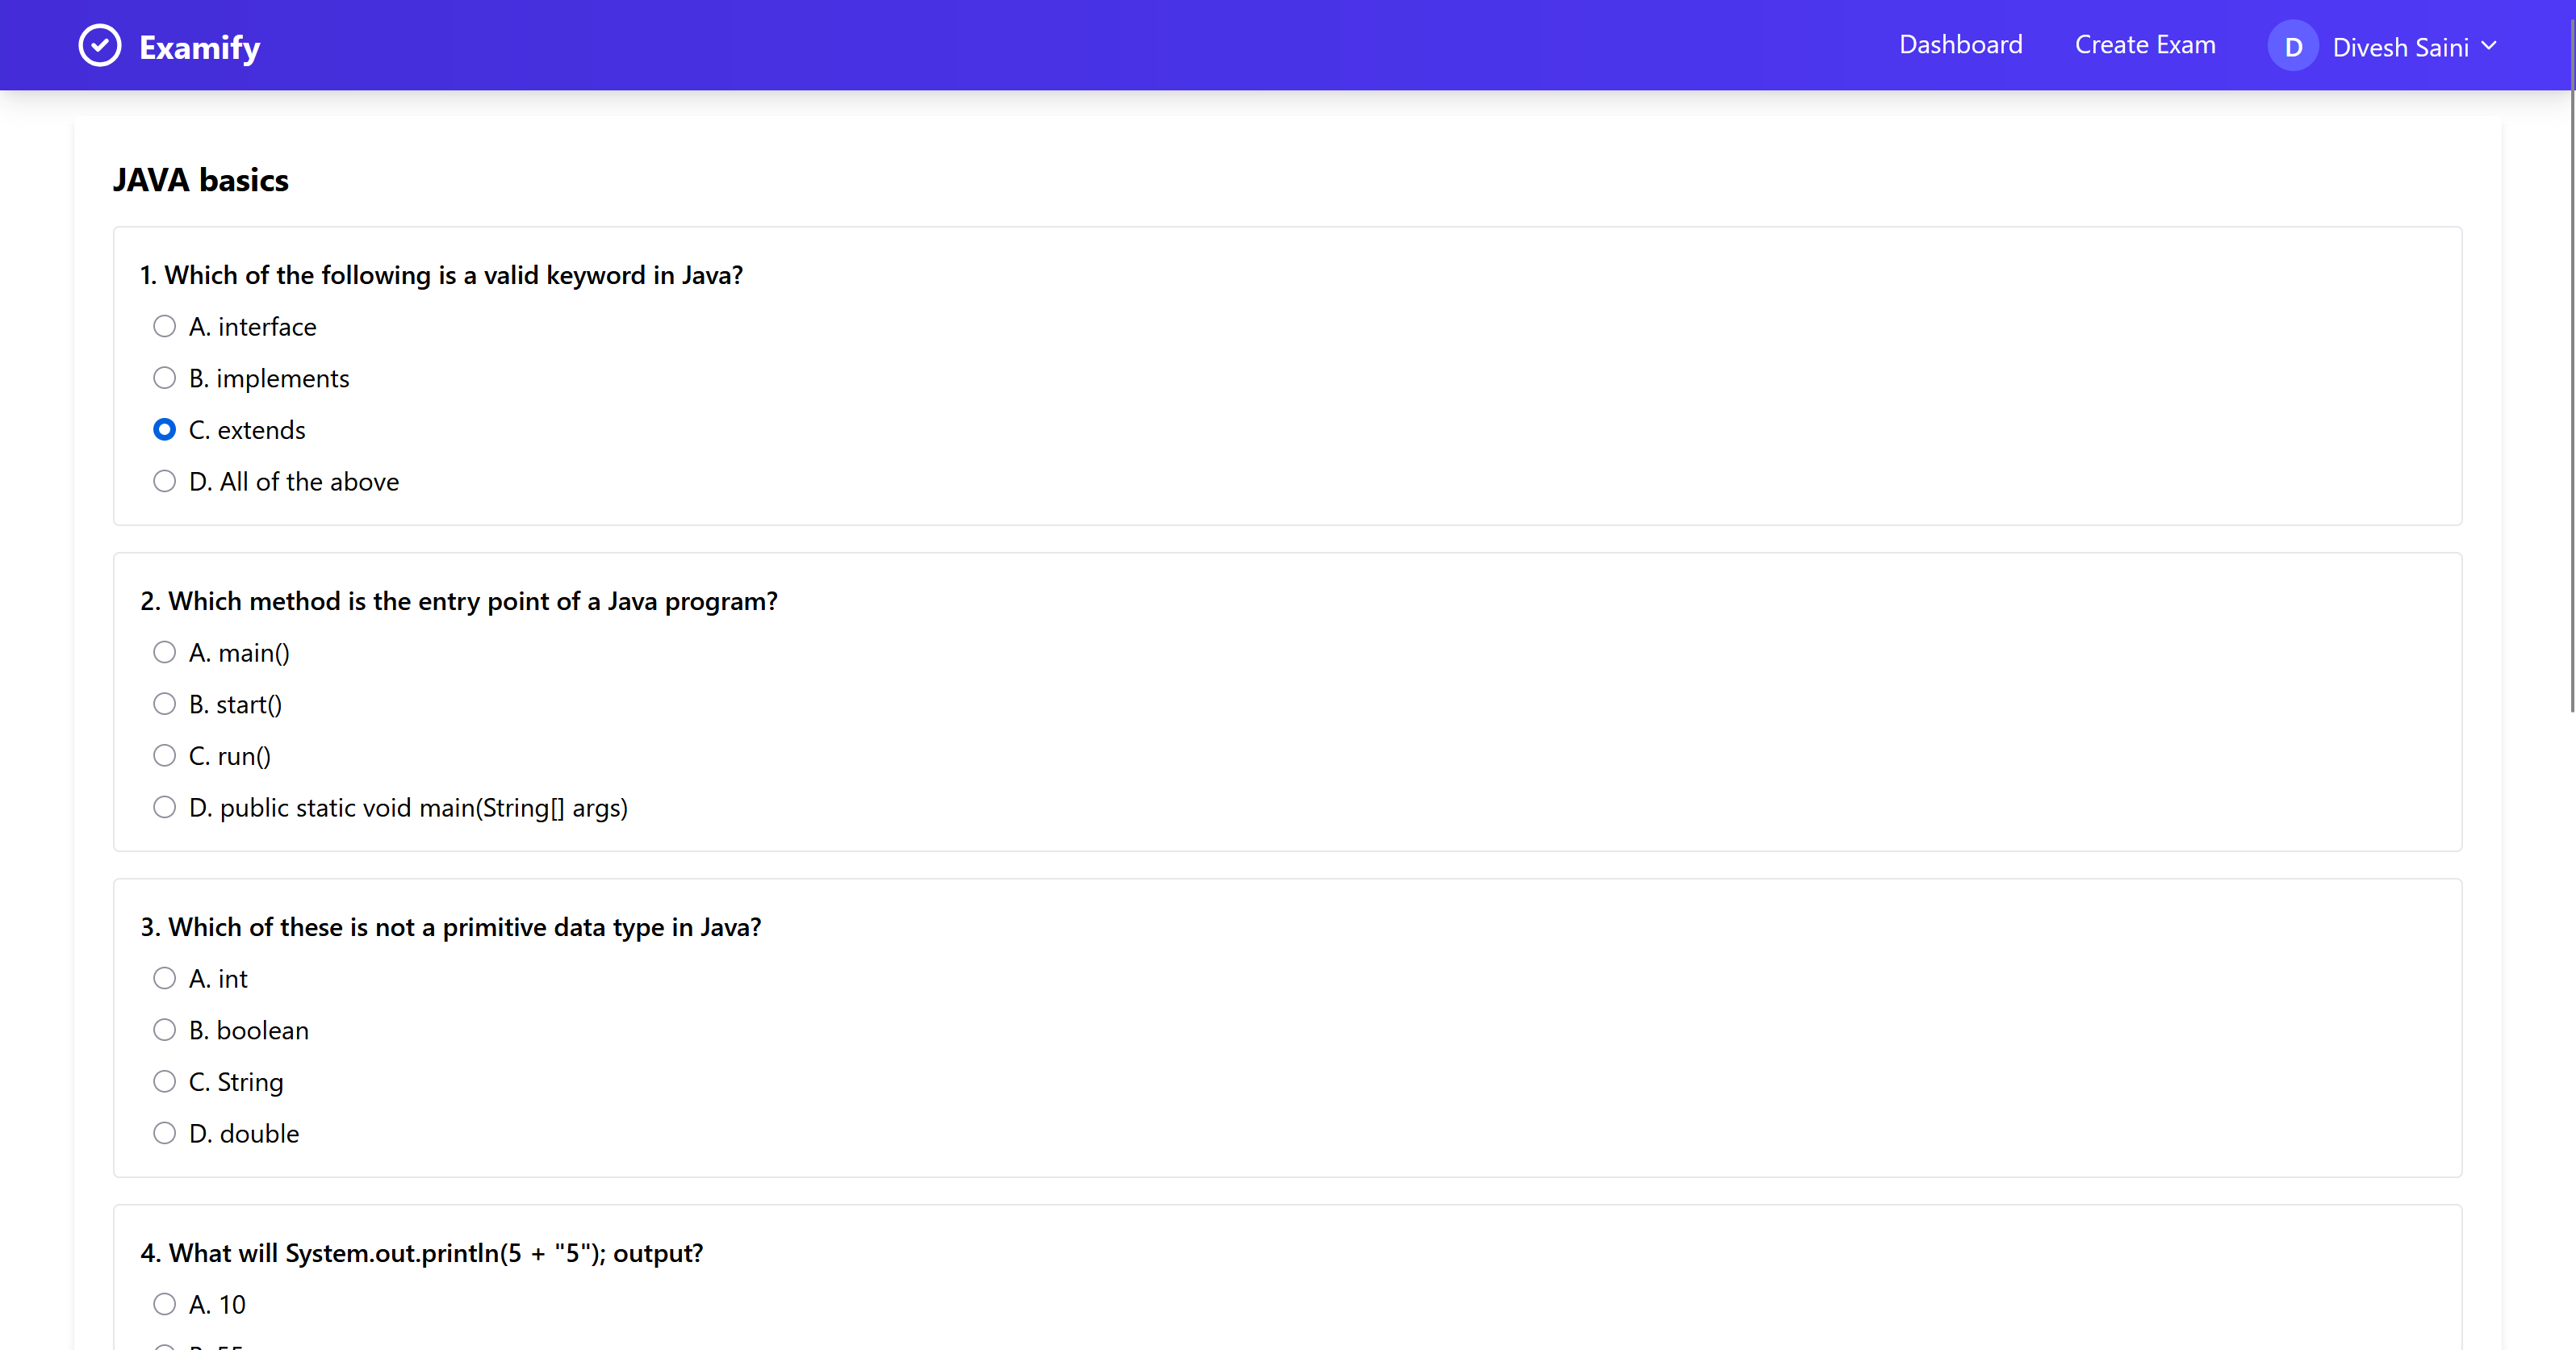 Examify
Dashboard
Create Exam
D
Divesh Saini
JAVA basics
1. Which of the following is a valid keyword in Java?
A. interface
B. implements
C. extends
D. All of the above
2. Which method is the entry point of a Java program?
A. main()
B. start()
C. run()
D. public static void main(String[] args)
3. Which of these is not a primitive data type in Java?
A. int
B. boolean
C. String
D. double
4. What will System.out.println(5 + "5"); output?
A. 10